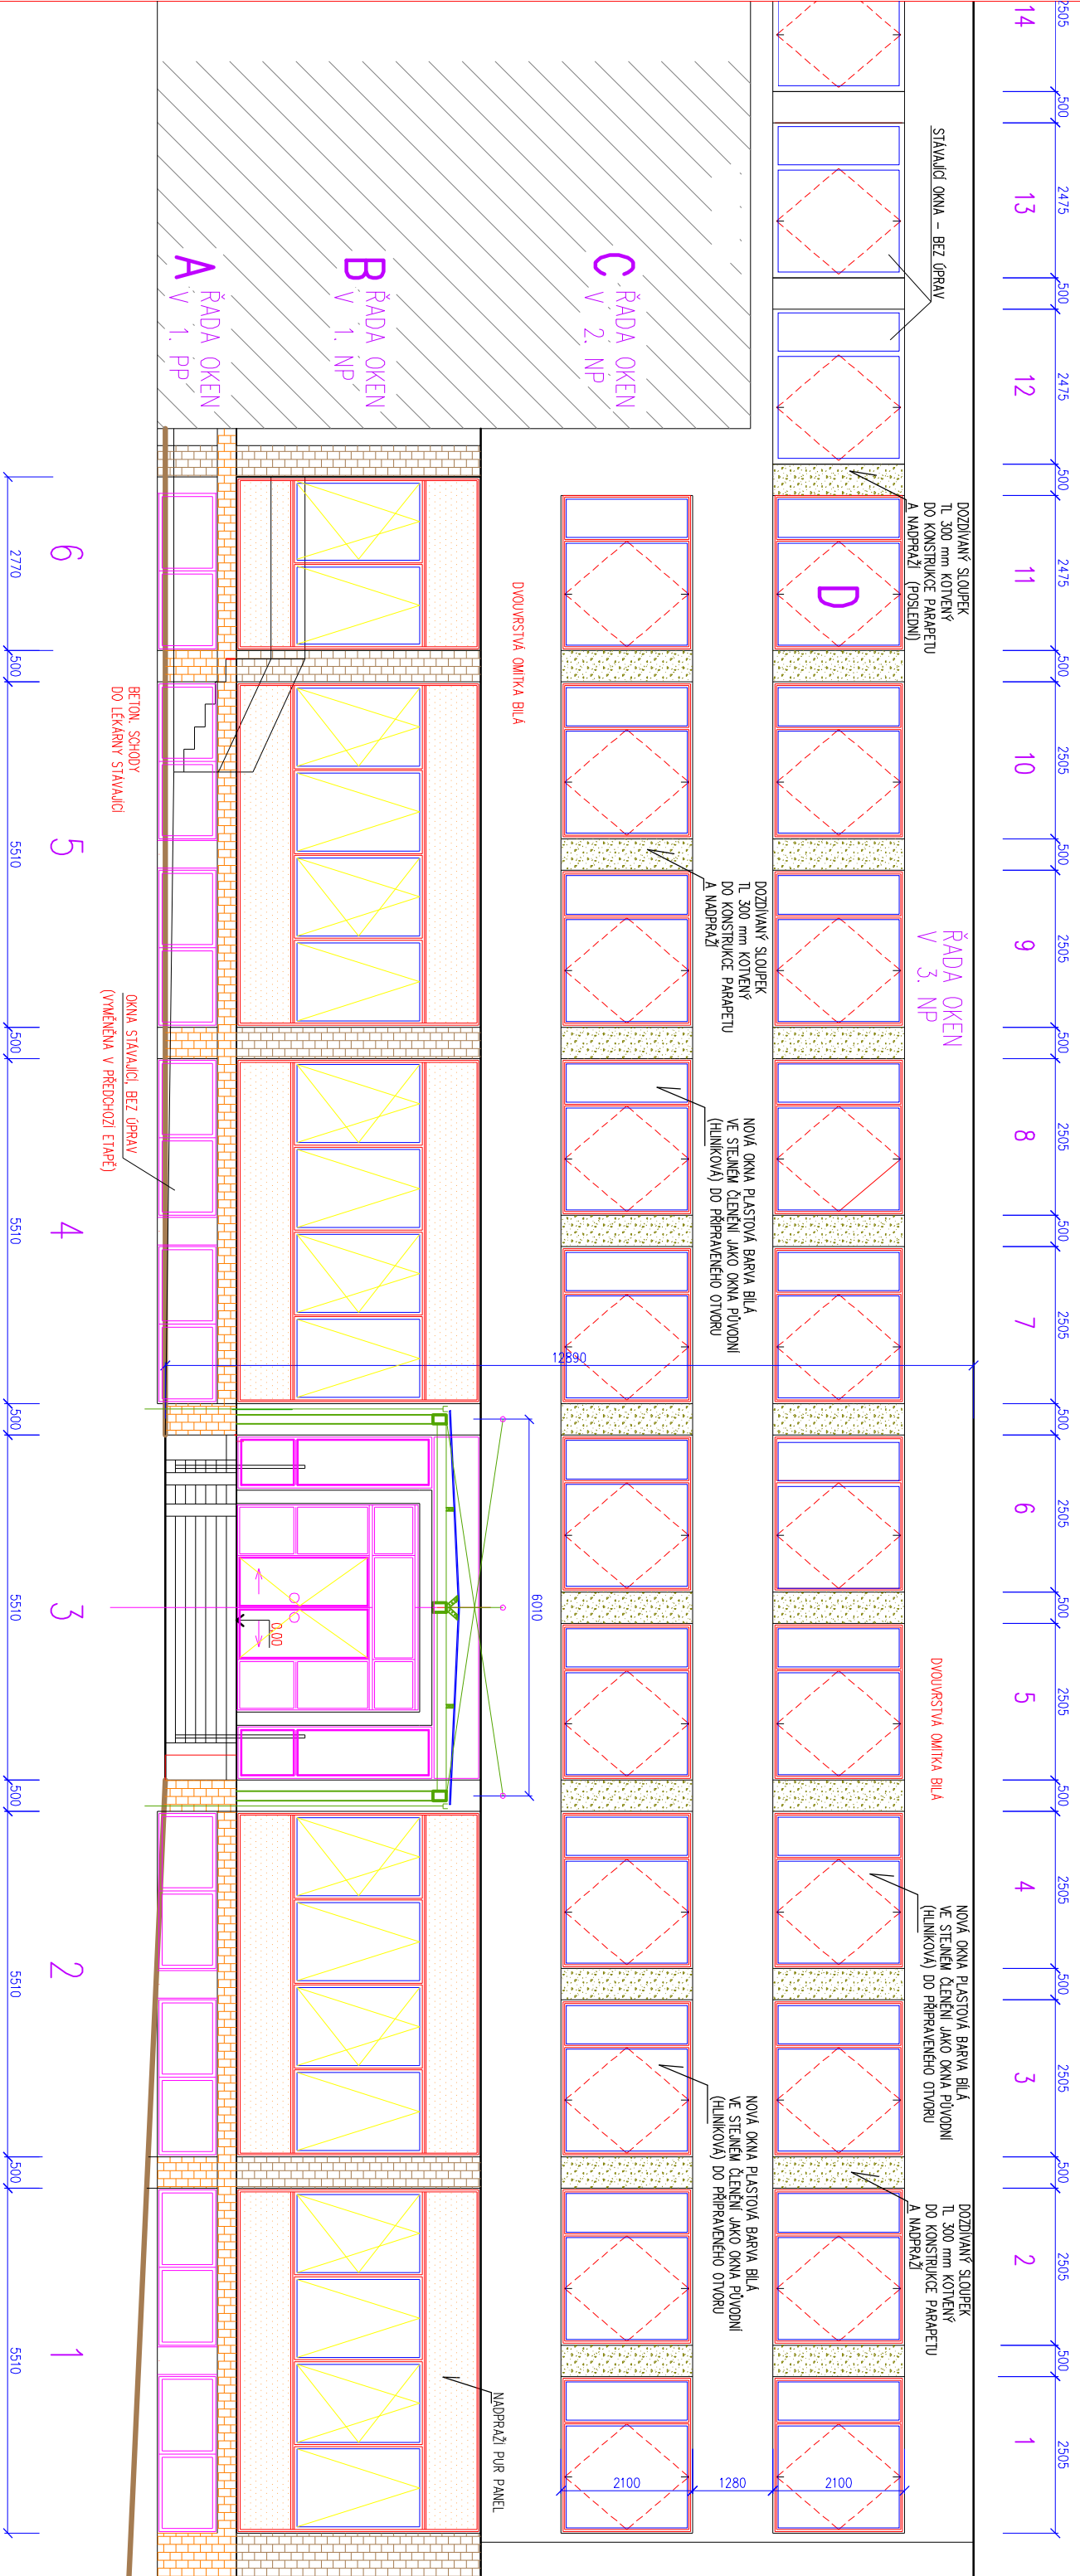 14
13
12
11
10
9
8
7
6
5
4
3
2
1
2505
500
2475
500
2475
500
2475
500
2505
500
2505
500
2505
500
2505
500
2505
500
2505
500
2505
500
2505
500
2505
500
2505
STÁVAJÍCÍ OKNA – BEZ ÚPRAV
DOZDÍVANÝ SLOUPEK
TL 300 mm KOTVENÝ
DO KONSTRUKCE PARAPETU
A NADPRAŽÍ (POSLEDNÍ)
D
ŘADA OKEN
V 3. NP
DVOUVRSTVÁ OMÍTKA BILÁ
NOVÁ OKNA PLASTOVÁ BARVA BÍLÁ
VE STEJNÉM ČLENĚNÍ JAKO OKNA PŮVODNÍ
(HLINÍKOVÁ) DO PŘIPRAVENÉHO OTVORU
DOZDÍVANÝ SLOUPEK
TL 300 mm KOTVENÝ
DO KONSTRUKCE PARAPETU
A NADPRAŽÍ
2100
1280
2100
C
ŘADA OKEN
V 2. NP
DOZDÍVANÝ SLOUPEK
TL 300 mm KOTVENÝ
DO KONSTRUKCE PARAPETU
A NADPRAŽÍ
NOVÁ OKNA PLASTOVÁ BARVA BÍLÁ
VE STEJNÉM ČLENĚNÍ JAKO OKNA PŮVODNÍ
(HLINÍKOVÁ) DO PŘIPRAVENÉHO OTVORU
NOVÁ OKNA PLASTOVÁ BARVA BÍLÁ
VE STEJNÉM ČLENĚNÍ JAKO OKNA PŮVODNÍ
(HLINÍKOVÁ) DO PŘIPRAVENÉHO OTVORU
DVOUVRSTVÁ OMÍTKA BILÁ
12890
6010
NADPRAŽÍ PUR PANEL
B
ŘADA OKEN
V 1. NP
0,00
A
ŘADA OKEN
V 1. PP
BETON. SCHODY
DO LÉKÁRNY STÁVAJÍCÍ
OKNA STÁVAJÍCÍ, BEZ ÚPRAV
(VYMĚNĚNA V PŘEDCHOZÍ ETAPĚ)
6
5
4
3
2
1
2770
500
5510
500
5510
500
5510
500
5510
500
5510